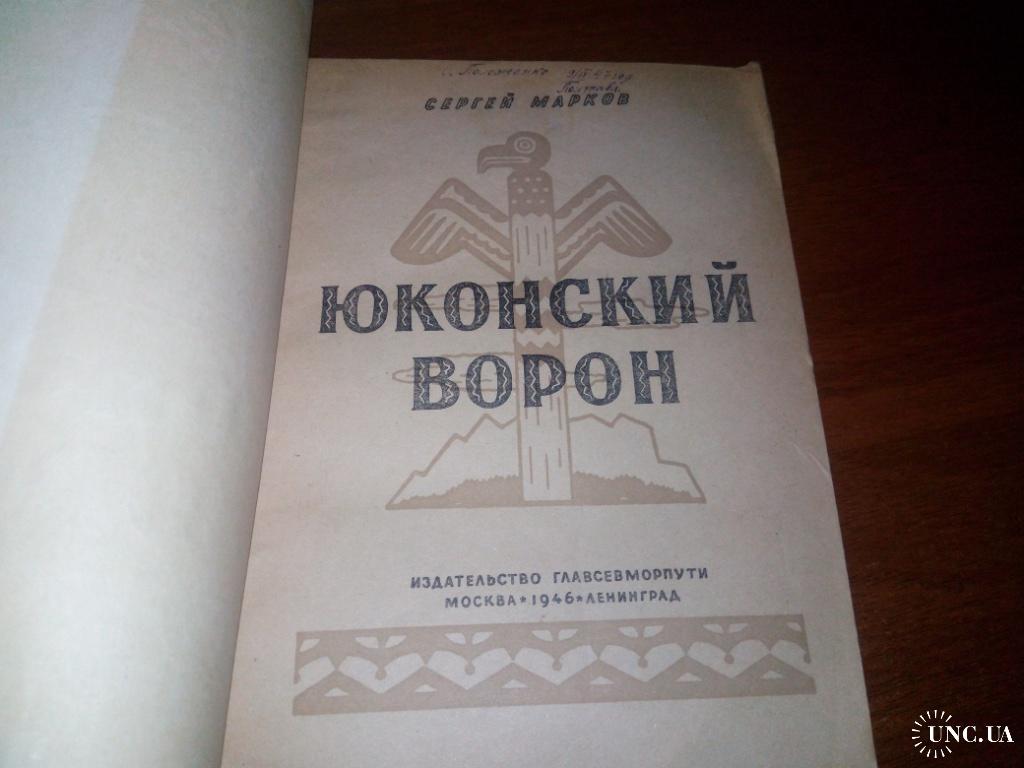 СЕРГЕЙ МАРКОВ
ЮКОНСКИЙ
ВОРОН
ИЗДАТЕЛЬСТВО ГЛАВСЕВМОРПУТИ
МОСКВА★1946★ЛЕНИНГРАД
UNC.UA